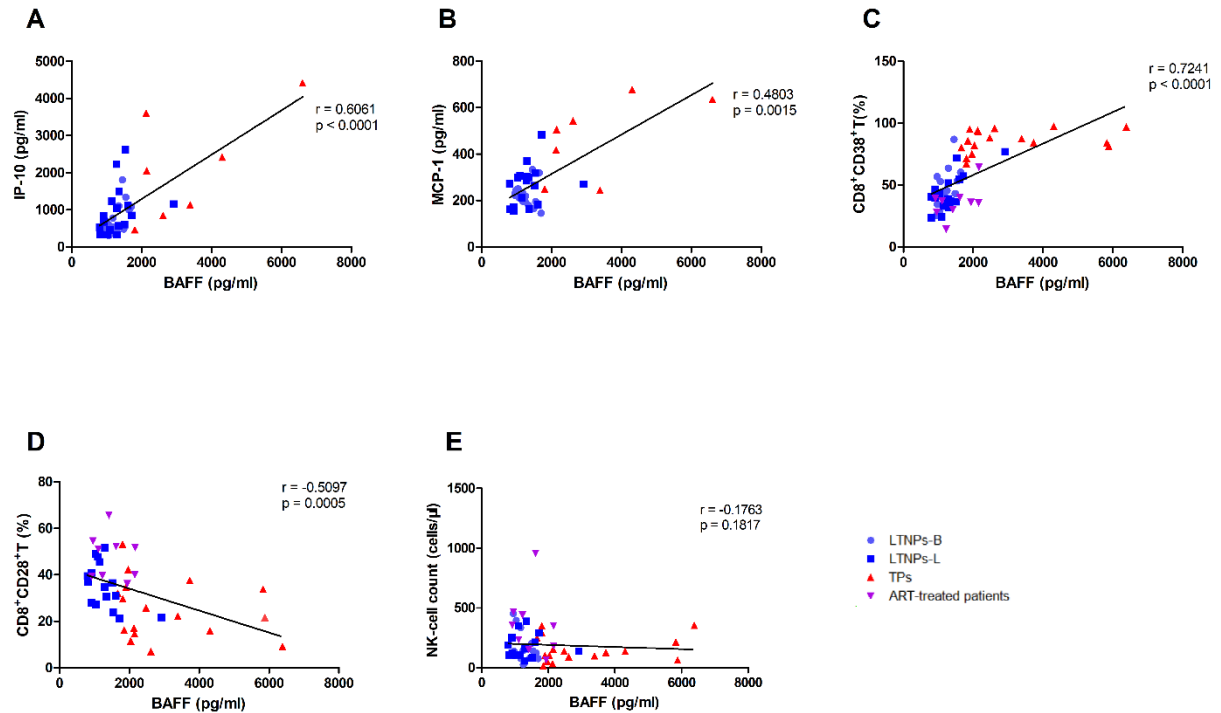 A
IP-10 (pg/ml)
5000
4000
3000
2000
1000
0
0 2000 4000 6000 8000
BAFF (pg/ml)
r = 0.6061
p < 0.0001
B
MCP-1 (pg/ml)
800
600
400
200
0
0 2000 4000 6000 8000
BAFF (pg/ml)
r = 0.4803
p = 0.0015
C
CD8+CD38+T(%)
150
100
50
0
0 2000 4000 6000 8000
BAFF (pg/ml)
r = 0.7241
p < 0.0001
D
CD8+CD28+T (%)
80
60
40
20
0
0 2000 4000 6000 8000
BAFF (pg/ml)
r = -0.5097
p = 0.0005
E
NK-cell count (cells/μl)
1500
1000
500
0
0 2000 4000 6000 8000
BAFF (pg/ml)
r = -0.1763
p = 0.1817
LTNPs-B
LTNPs-L
TPs
ART-treated patients